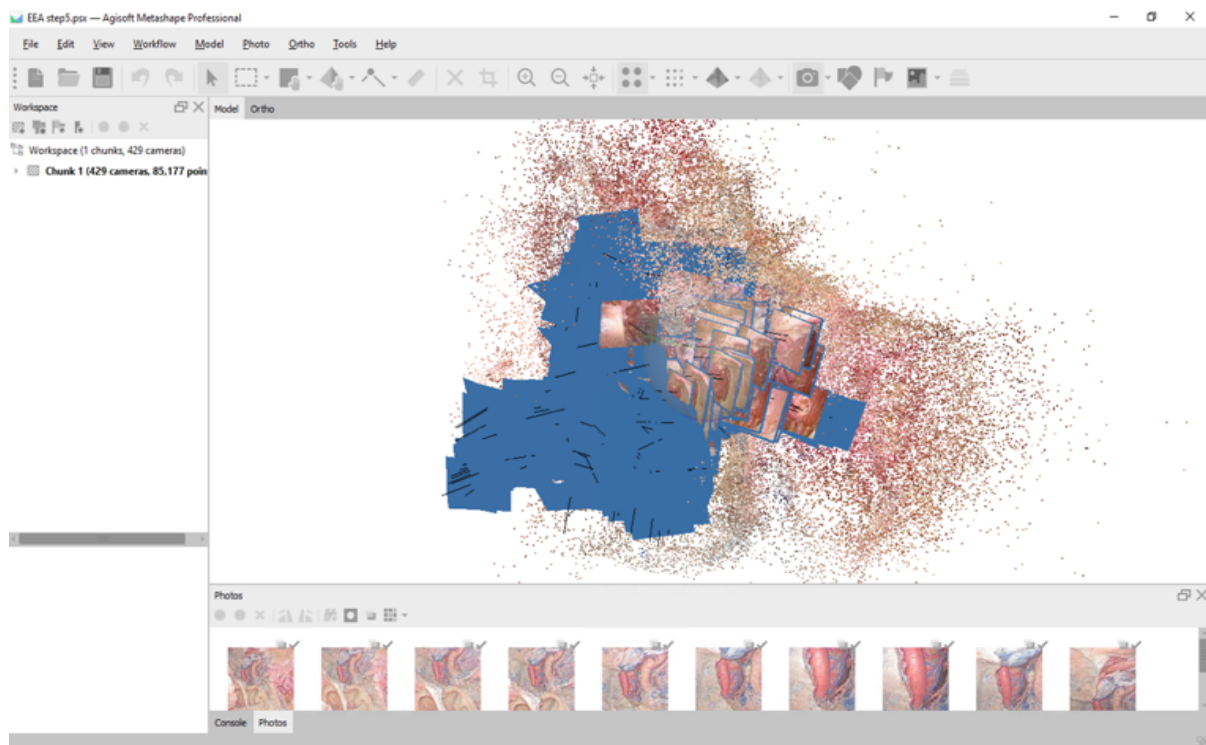 EEA step5.psx — Agisoft Metashape Professional
File Edit View Workflow Model Photo Ortho Tools Help
Workspace
Model Ortho
Workspace (1 chunks, 429 cameras)
Chunk 1 (429 cameras, 85,177 poin
Photos
Console Photos